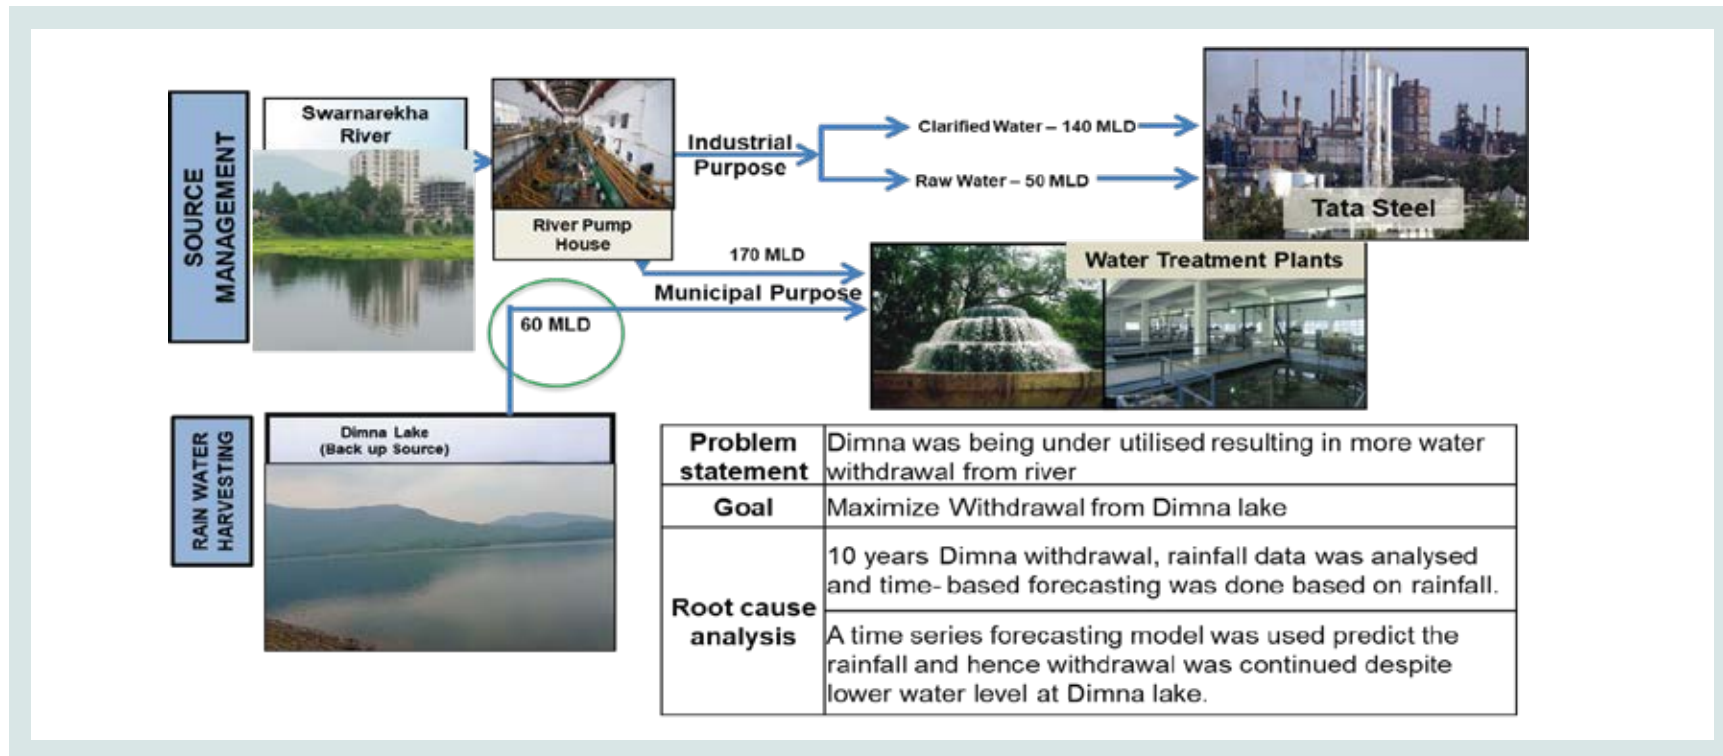 SOURCE
MANAGEMENT
Swarnarekha
River
River Pump
House
Industrial
Purpose
Clarified Water – 140 MLD
Raw Water – 50 MLD
Tata Steel
170 MLD
Municipal Purpose
60 MLD
Water Treatment Plants
RAIN WATER
HARVESTING
Dimna Lake
(Back up Source)
Problem
statement
Dimna was being under utilised resulting in more water
withdrawal from river
Goal
Maximize Withdrawal from Dimna lake
Root cause
analysis
10 years Dimna withdrawal, rainfall data was analysed
and time- based forecasting was done based on rainfall.
A time series forecasting model was used predict the
rainfall and hence withdrawal was continued despite
lower water level at Dimna lake.